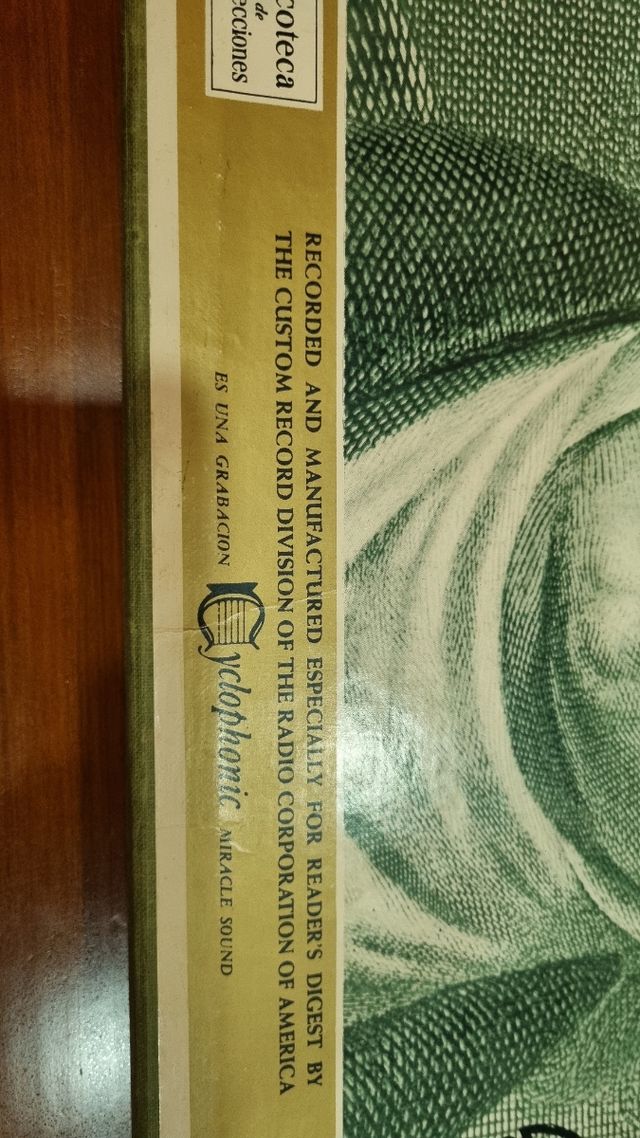 coteca
de
ecciones
RECORDED AND MANUFACTURED ESPECIALLY FOR READER'S DIGEST BY
THE CUSTOM RECORD DIVISION OF THE RADIO CORPORATION OF AMERICA
ES UNA GRABACION Cyclophonic MIRACLE SOUND